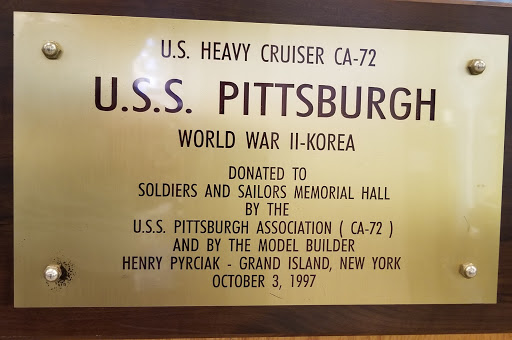 U.S. HEAVY CRUISER CA-72
U.S.S. PITTSBURGH
WORLD WAR II-KOREA
DONATED TO
SOLDIERS AND SAILORS MEMORIAL HALL
BY THE
U.S.S. PITTSBURGH ASSOCIATION ( CA-72 )
AND BY THE MODEL BUILDER
HENRY PYRCIAK - GRAND ISLAND, NEW YORK
OCTOBER 3, 1997